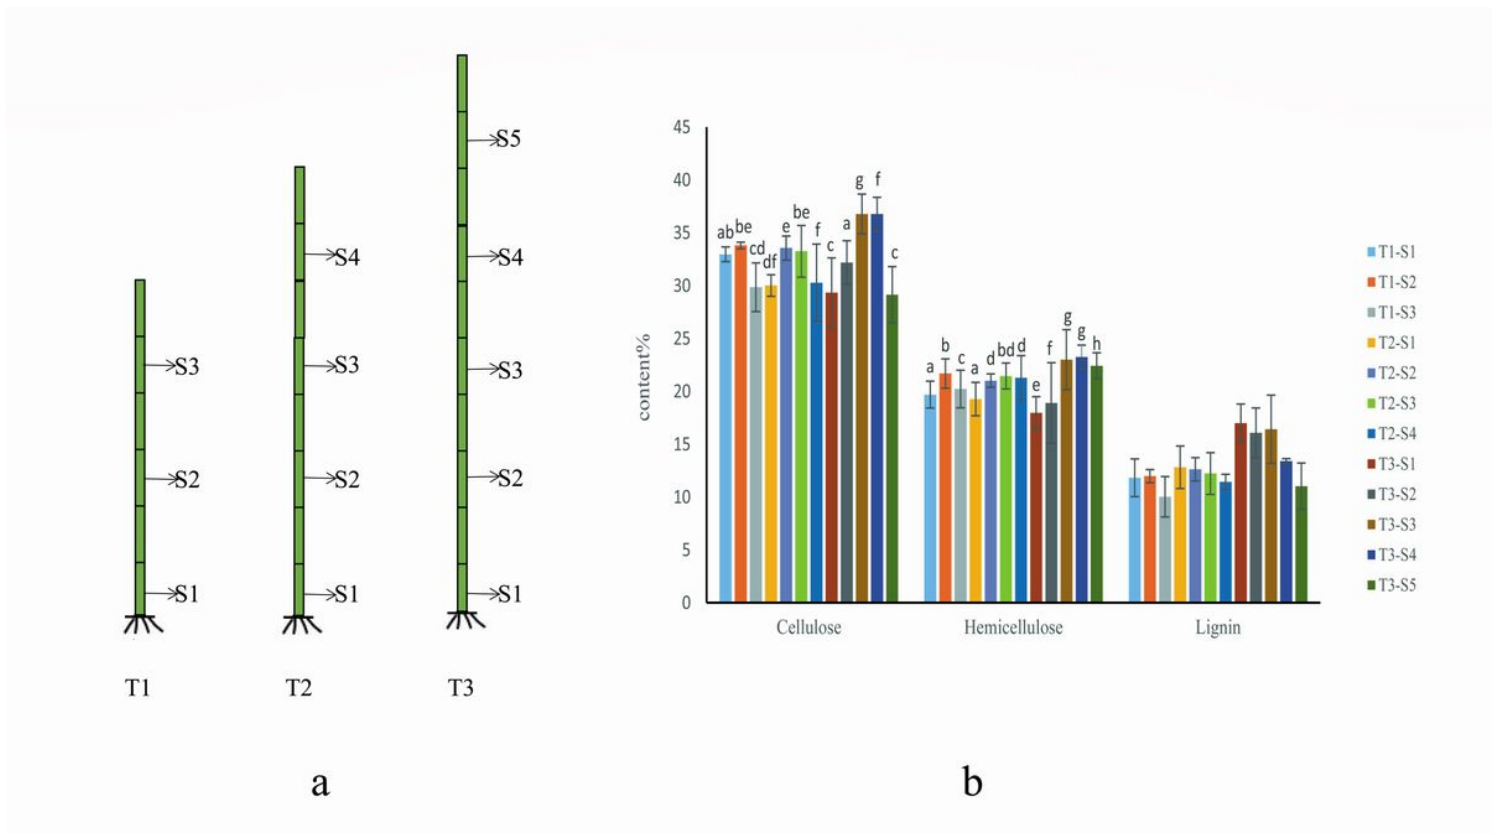 S3
S2
S1
T1
S4
S3
S2
S1
T2
S5
S4
S3
S2
S1
T3
a
content%
45
40
35
30
25
20
15
10
5
0
ab
be
cd
df
e
be
f
c
a
g
f
c
a
b
c
a
d
bd
d
e
f
g
g
h
Cellulose
Hemicellulose
Lignin
T1-S1
T1-S2
T1-S3
T2-S1
T2-S2
T2-S3
T2-S4
T3-S1
T3-S2
T3-S3
T3-S4
T3-S5
b